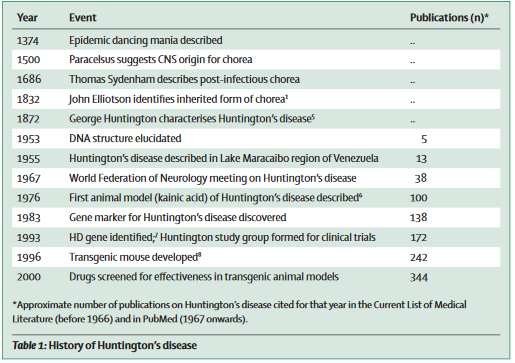 Year Event Publications (n)*
1374 Epidemic dancing mania described ..
1500 Paracelsus suggests CNS origin for chorea ..
1686 Thomas Sydenham describes post-infectious chorea ..
1832 John Elliotson identifies inherited form of chorea¹ ..
1872 George Huntington characterises Huntington's disease⁵ ..
1953 DNA structure elucidated 5
1955 Huntington's disease described in Lake Maracaibo region of Venezuela 13
1967 World Federation of Neurology meeting on Huntington's disease 38
1976 First animal model (kainic acid) of Huntington's disease described⁶ 100
1983 Gene marker for Huntington's disease discovered 138
1993 HD gene identified;⁷ Huntington study group formed for clinical trials 172
1996 Transgenic mouse developed⁸ 242
2000 Drugs screened for effectiveness in transgenic animal models 344
*Approximate number of publications on Huntington's disease cited for that year in the Current List of Medical
Literature (before 1966) and in PubMed (1967 onwards).
Table 1: History of Huntington's disease